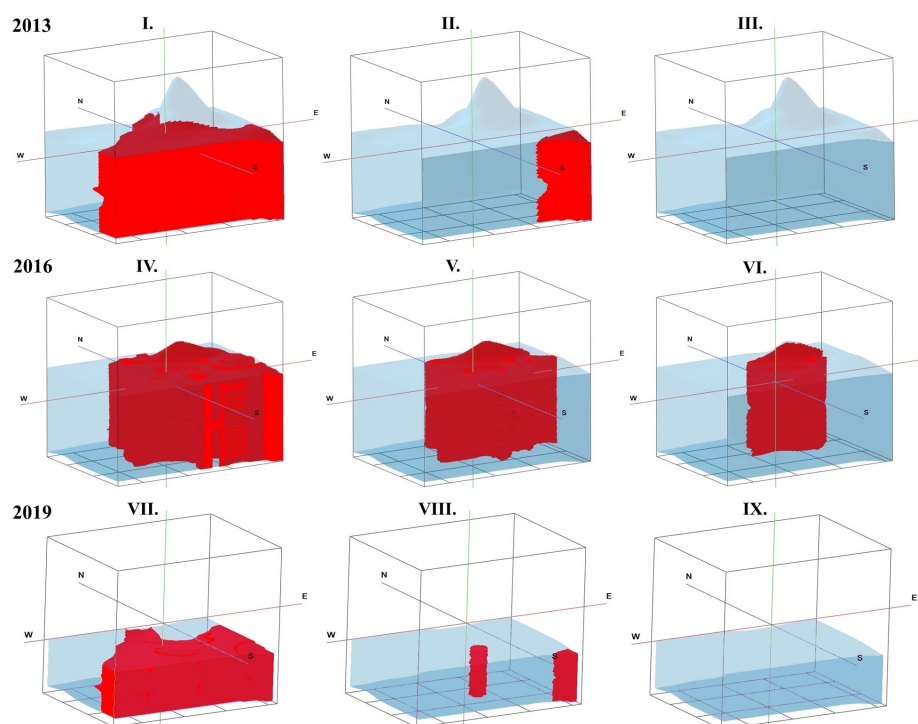 2013 I. II. III.
N E W S
N E W S
N E W S
2016 IV. V. VI.
N E W S
N E W S
N E W S
2019 VII. VIII. IX.
N E W S
N E W S
N E W S